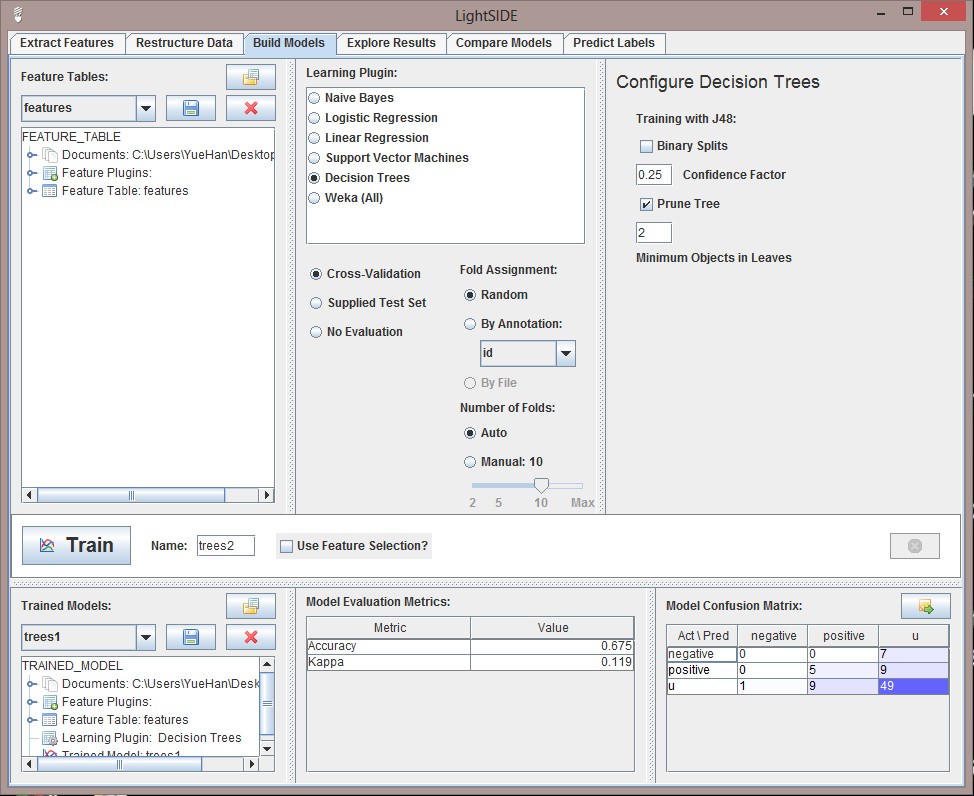 LightSIDE
Extract Features Restructure Data Build Models Explore Results Compare Models Predict Labels
Feature Tables:
features
FEATURE_TABLE
Documents: C:\Users\YueHan\Desktop
Feature Plugins:
Feature Table: features
Learning Plugin:
Naive Bayes
Logistic Regression
Linear Regression
Support Vector Machines
Decision Trees
Weka (All)
Cross-Validation
Supplied Test Set
No Evaluation
Fold Assignment:
Random
By Annotation:
id
By File
Number of Folds:
Auto
Manual: 10
2 5 10 Max
Configure Decision Trees
Training with J48:
Binary Splits
0.25 Confidence Factor
Prune Tree
2
Minimum Objects in Leaves
Train Name: trees2 Use Feature Selection?
Trained Models:
trees1
TRAINED_MODEL
Documents: C:\Users\YueHan\Desk
Feature Plugins:
Feature Table: features
Learning Plugin: Decision Trees
Trained Model: trees1
Model Evaluation Metrics:
Metric Value
Accuracy 0.675
Kappa 0.119
Model Confusion Matrix:
Act \ Pred negative positive u
negative 0 0 7
positive 0 5 9
u 1 9 49